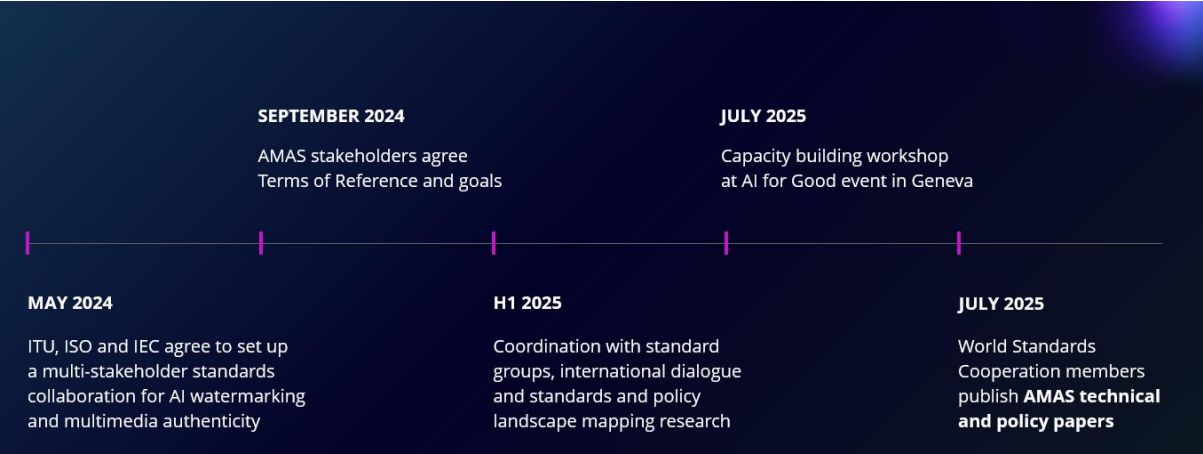 SEPTEMBER 2024
AMAS stakeholders agree
Terms of Reference and goals
JULY 2025
Capacity building workshop
at AI for Good event in Geneva
MAY 2024
ITU, ISO and IEC agree to set up
a multi-stakeholder standards
collaboration for AI watermarking
and multimedia authenticity
H1 2025
Coordination with standard
groups, international dialogue
and standards and policy
landscape mapping research
JULY 2025
World Standards
Cooperation members
publish AMAS technical
and policy papers